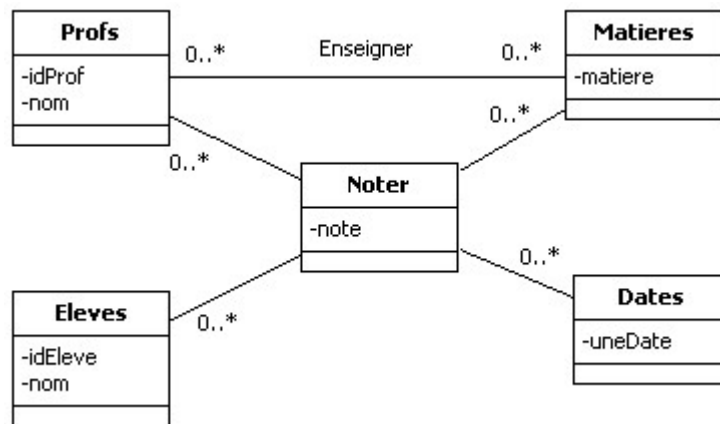 Profs
-idProf
-nom
0..*
Enseigner
0..*
Matieres
-matiere
0..*
0..*
Noter
-note
0..*
0..*
Eleves
-idEleve
-nom
Dates
-uneDate